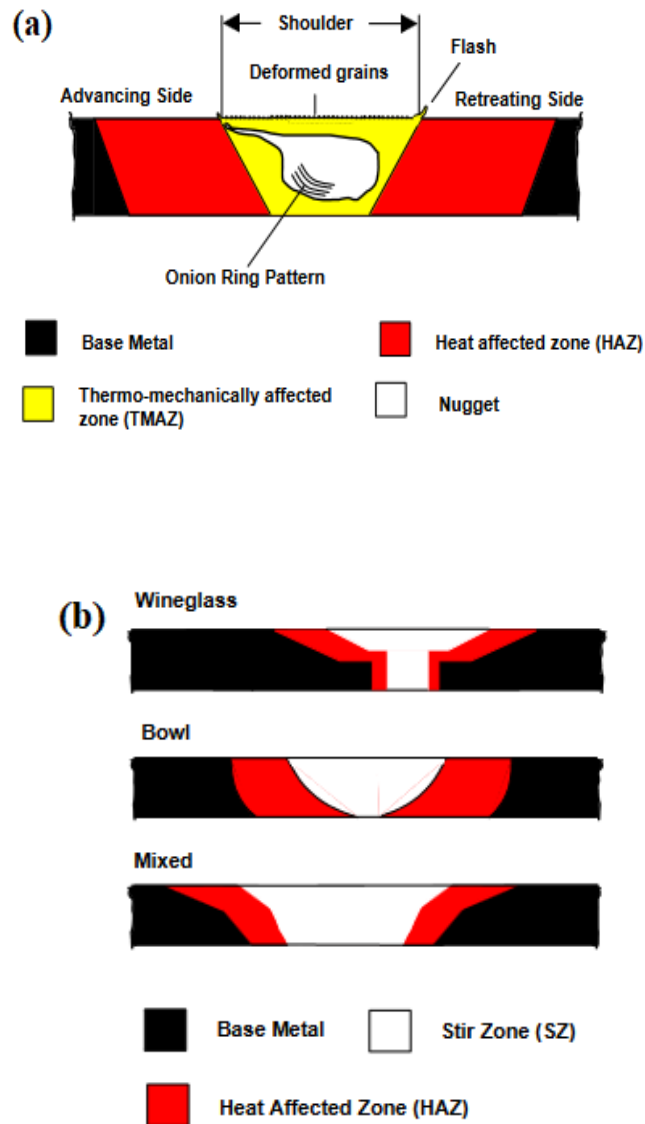 (a)
Shoulder
Flash
Deformed grains
Advancing Side
Retreating Side
Onion Ring Pattern
Base Metal
Heat affected zone (HAZ)
Thermo-mechanically affected
zone (TMAZ)
Nugget
(b)
Wineglass
Bowl
Mixed
Base Metal
Stir Zone (SZ)
Heat Affected Zone (HAZ)